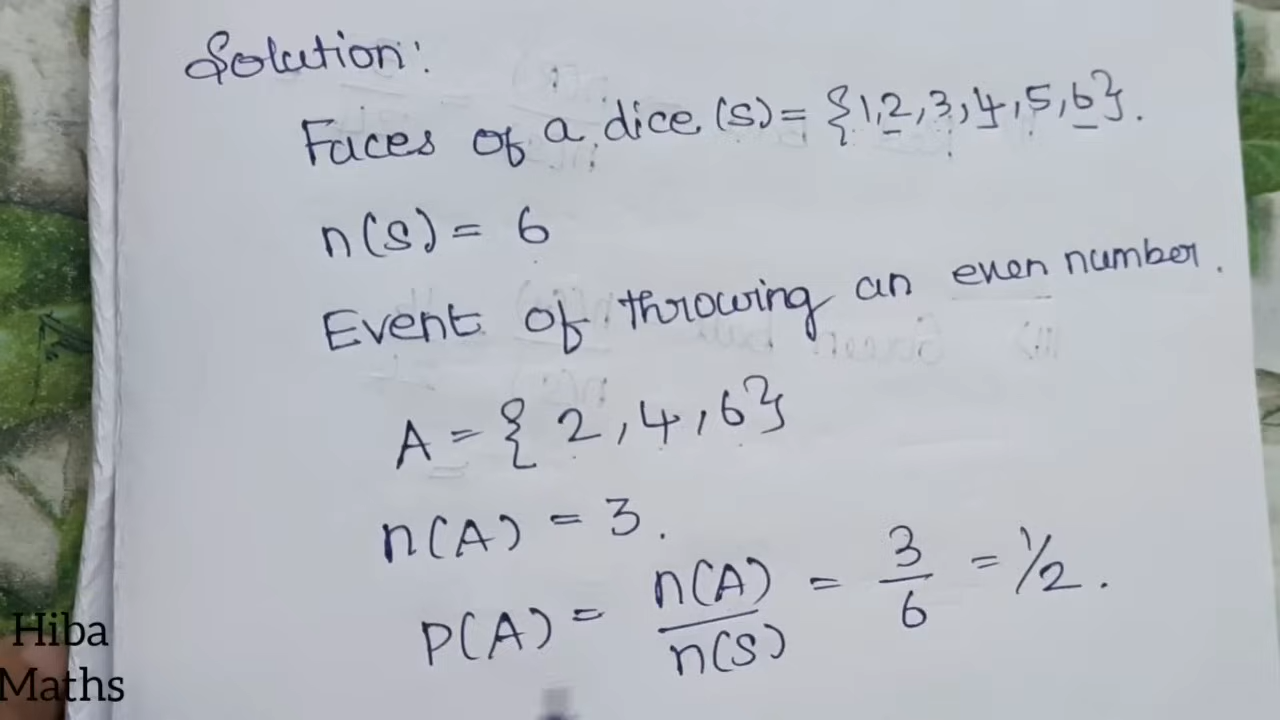 Solution:
Faces of a dice (S) = {1,2,3,4,5,6}.
n(S) = 6
Event of throwing an even number.
A = { 2,4,6}
n(A) = 3.
P(A) = n(A)/n(S) = 3/6 = 1/2.
Hiba
Maths